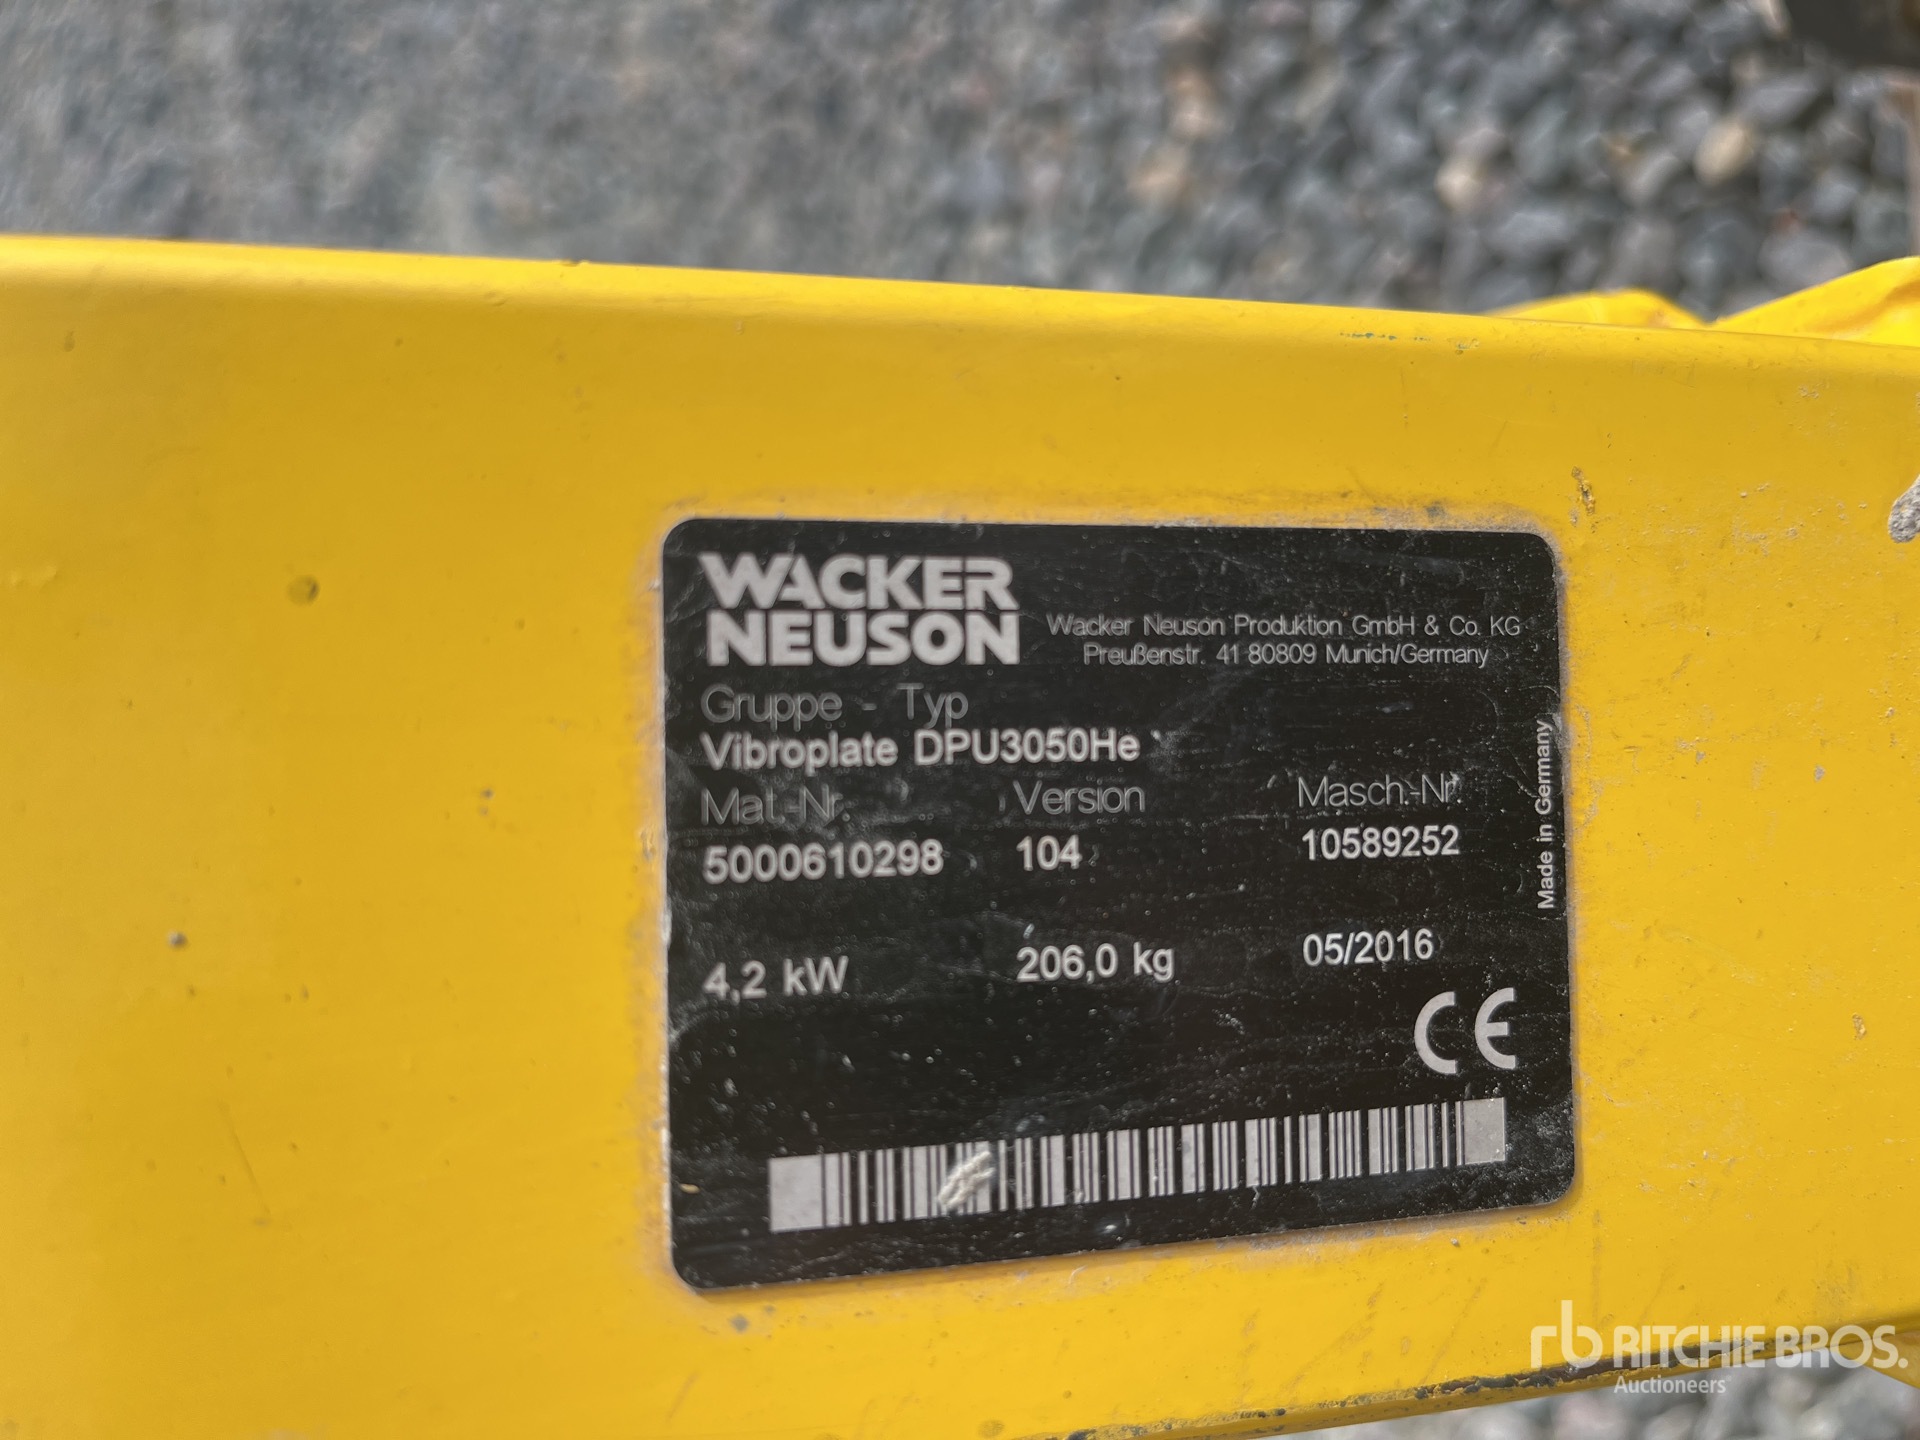 WACKER
NEUSON
Wacker Neuson Produktion GmbH & Co. KG
Preußenstr. 41 80809 Munich/Germany
Gruppe - Typ
Vibroplate DPU3050He
Mat.-Nr. Version Masch.-Nr.
5000610298 104 10589252
4,2 kW 206,0 kg 05/2016
CE
Made in Germany
rb RITCHIE BROS.
Auctioneers